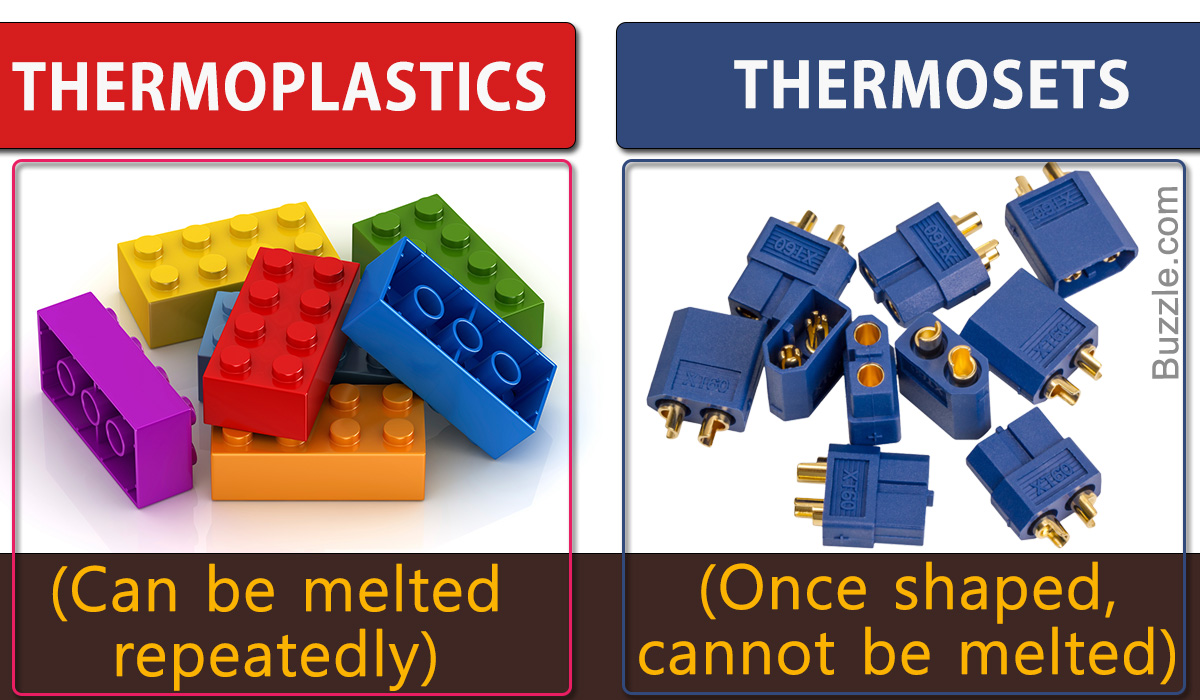 THERMOPLASTICS
THERMOSETS
XT60
XT60
XT60
XT60
XT60
XT60
XT60
Buzzle.com
(Can be melted
repeatedly)
(Once shaped,
cannot be melted)